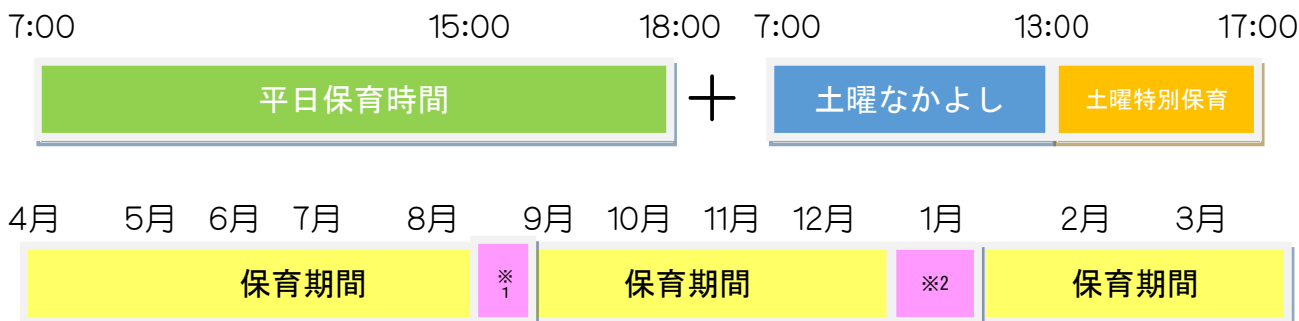 7:00 15:00 18:00 7:00 13:00 17:00
平日保育時間 + 土曜なかよし 土曜特別保育
4月 5月 6月 7月 8月 9月 10月 11月 12月 1月 2月 3月
保育期間 ※1 保育期間 ※2 保育期間